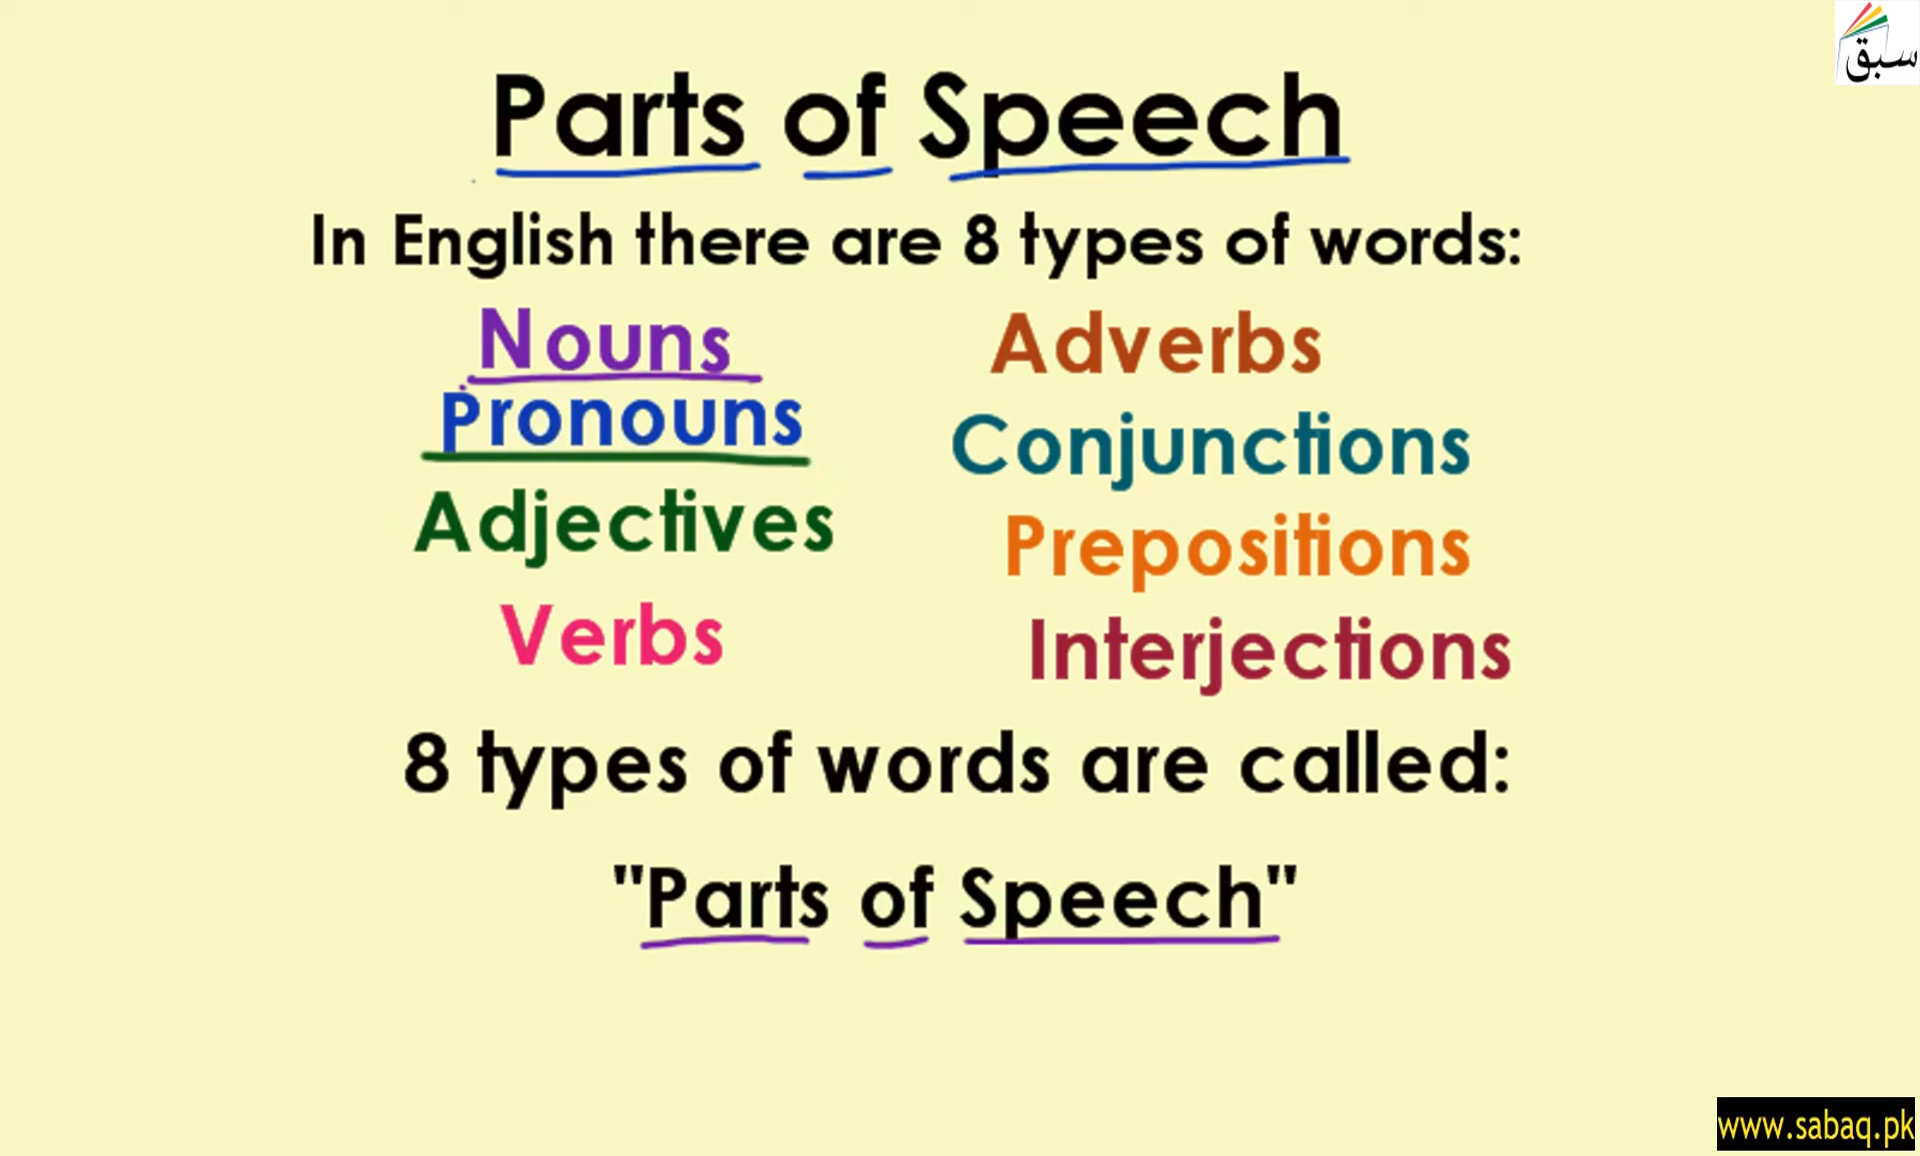 سبق
Parts of Speech
In English there are 8 types of words:
Nouns
Pronouns
Adjectives
Verbs
Adverbs
Conjunctions
Prepositions
Interjections
8 types of words are called:
"Parts of Speech"
www.sabaq.pk